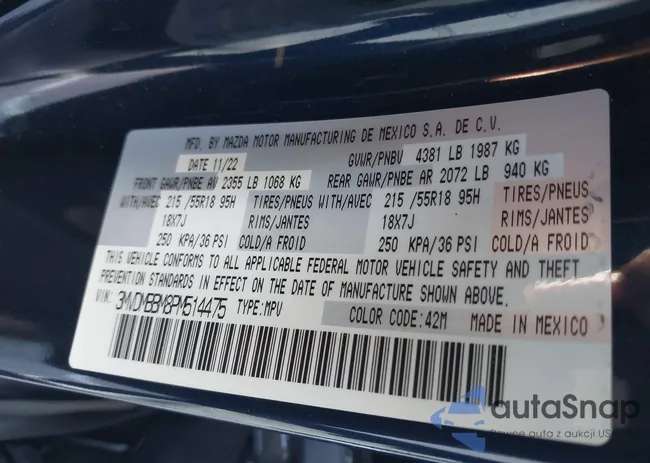 MFD. BY MAZDA MOTOR MANUFACTURING DE MEXICO S.A. DE C.V.
DATE 11/22 GVWR/PNBV 4381 LB 1987 KG
FRONT GAWR/PNBE AV 2355 LB 1068 KG REAR GAWR/PNBE AR 2072 LB 940 KG
WITH/AVEC 215 /55R18 95H TIRES/PNEUS WITH/AVEC 215 /55R18 95H TIRES/PNEUS
18X7J RIMS/JANTES 18X7J RIMS/JANTES
250 KPA/36 PSI COLD/A FROID 250 KPA/36 PSI COLD/A FROID
THIS VEHICLE CONFORMS TO ALL APPLICABLE FEDERAL MOTOR VEHICLE SAFETY AND THEFT
PREVENTION STANDARDS IN EFFECT ON THE DATE OF MANUFACTURE SHOWN ABOVE.
VIN: 3MVDMBBM8PM514475 TYPE: MPV
COLOR CODE: 42M MADE IN MEXICO
autaSnap
Pewne auta z aukcji USA